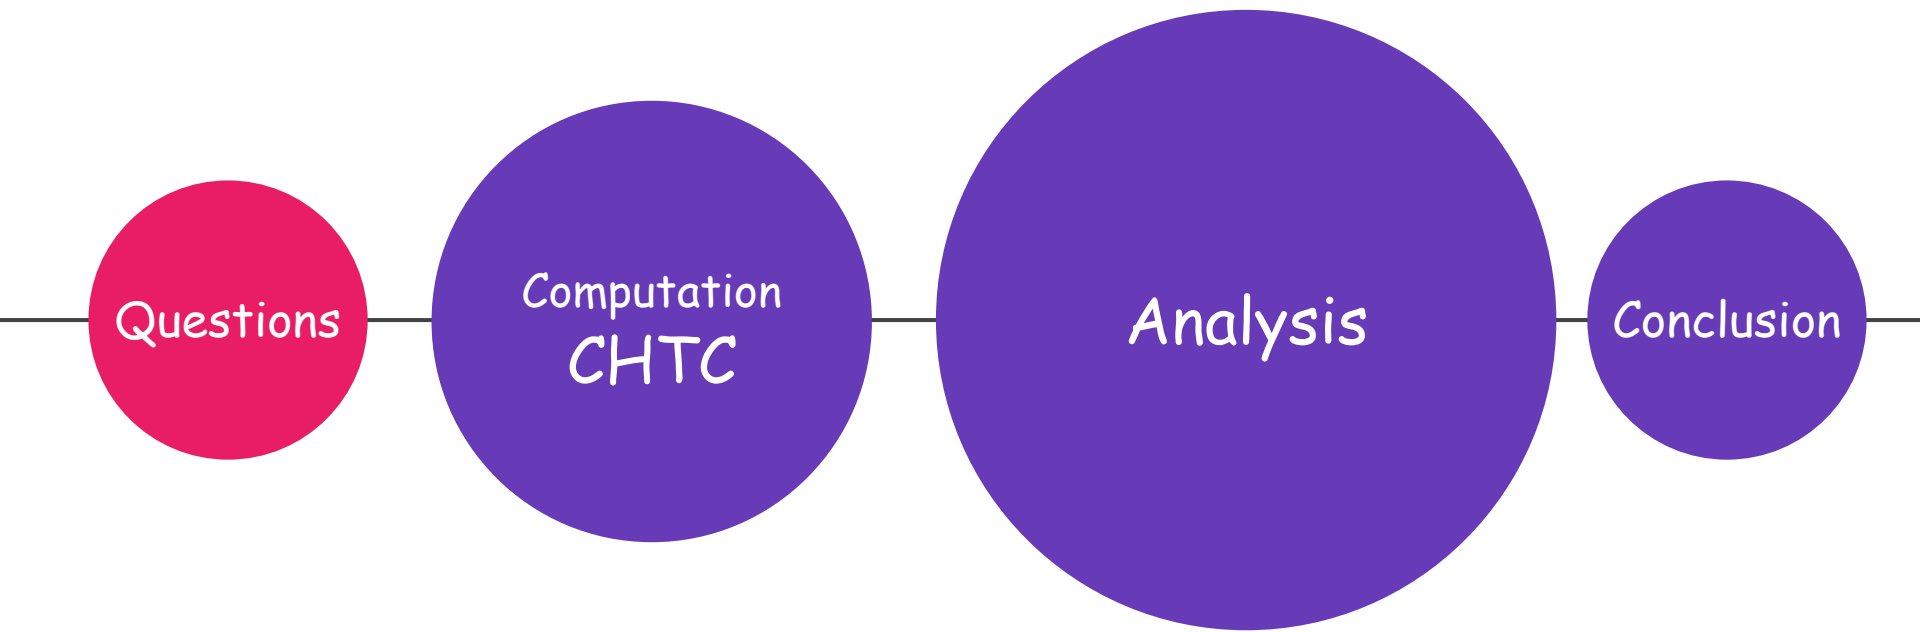 Questions
Computation
CHTC
Analysis
Conclusion